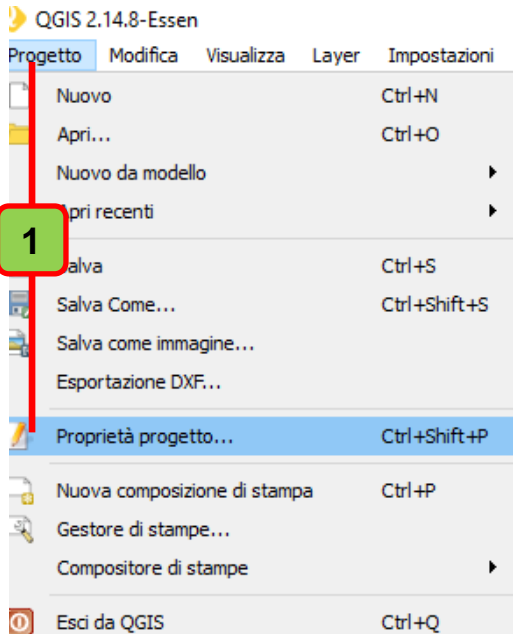 QGIS 2.14.8-Essen
Progetto Modifica Visualizza Layer Impostazioni
Nuovo Ctrl+N
Apri... Ctrl+O
Nuovo da modello
Apri recenti
1
Salva Ctrl+S
Salva Come... Ctrl+Shift+S
Salva come immagine...
Esportazione DXF...
Proprietà progetto... Ctrl+Shift+P
Nuova composizione di stampa Ctrl+P
Gestore di stampe...
Compositore di stampe
Esci da QGIS Ctrl+Q